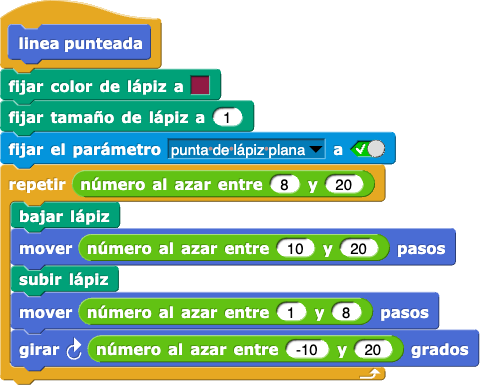 linea punteada
fijar color de lápiz a
fijar tamaño de lápiz a 1
fijar el parámetro punta de lápiz plana a
repetir número al azar entre 8 y 20
bajar lápiz
mover número al azar entre 10 y 20 pasos
subir lápiz
mover número al azar entre 1 y 8 pasos
girar número al azar entre -10 y 20 grados